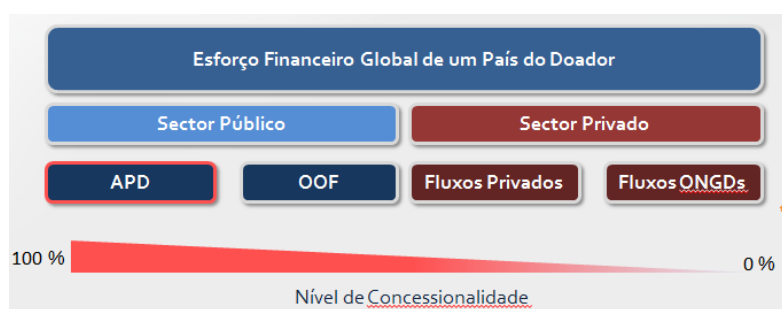 Esforço Financeiro Global de um País do Doador
Sector Público
Sector Privado
APD
OOF
Fluxos Privados
Fluxos ONGDs
100 %
0 %
Nível de Concessionalidade